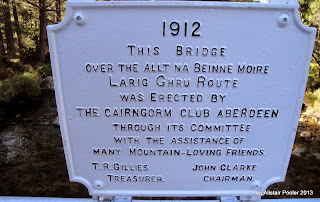 1912
THIS BRIDGE
OVER THE ALLT NA BEINNE MOIRE
LARIG GHRU ROUTE
WAS ERECTED BY
THE CAIRNGORM CLUB ABERDEEN
THROUGH ITS COMMITTEE
WITH THE ASSISTANCE OF
MANY MOUNTAIN-LOVING FRIENDS
T. R. GILLIES JOHN CLARKE
TREASURER. CHAIRMAN.
(c) Alistair Pooler 2013